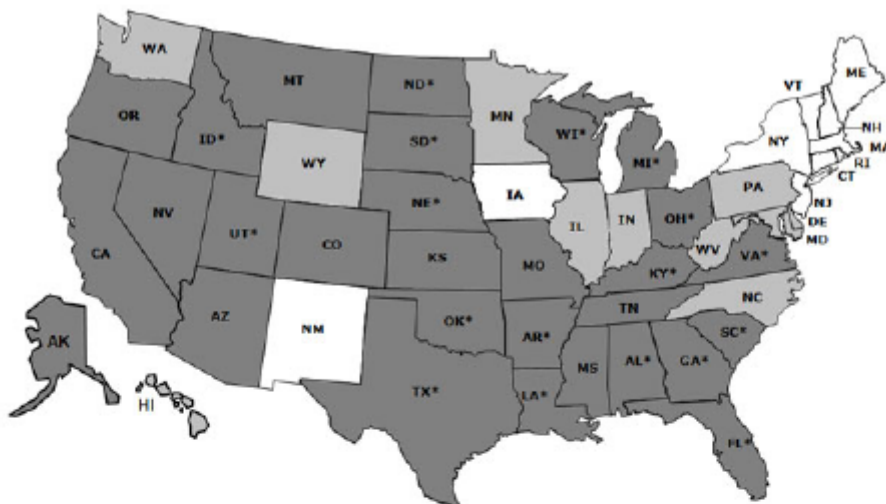 WA
MT
ND*
MN
VT
ME
OR
ID*
SD*
WI*
MI*
NY
NH
MA
RI
CT
WY
IA
PA
NJ
NE*
NV
UT*
CO
IL
IN
OH*
DE
MD
CA
KS
MO
WV
VA*
KY*
AZ
NM
OK*
AR*
TN
NC
SC*
AK
HI
TX*
LA*
MS
AL*
GA*
FL*